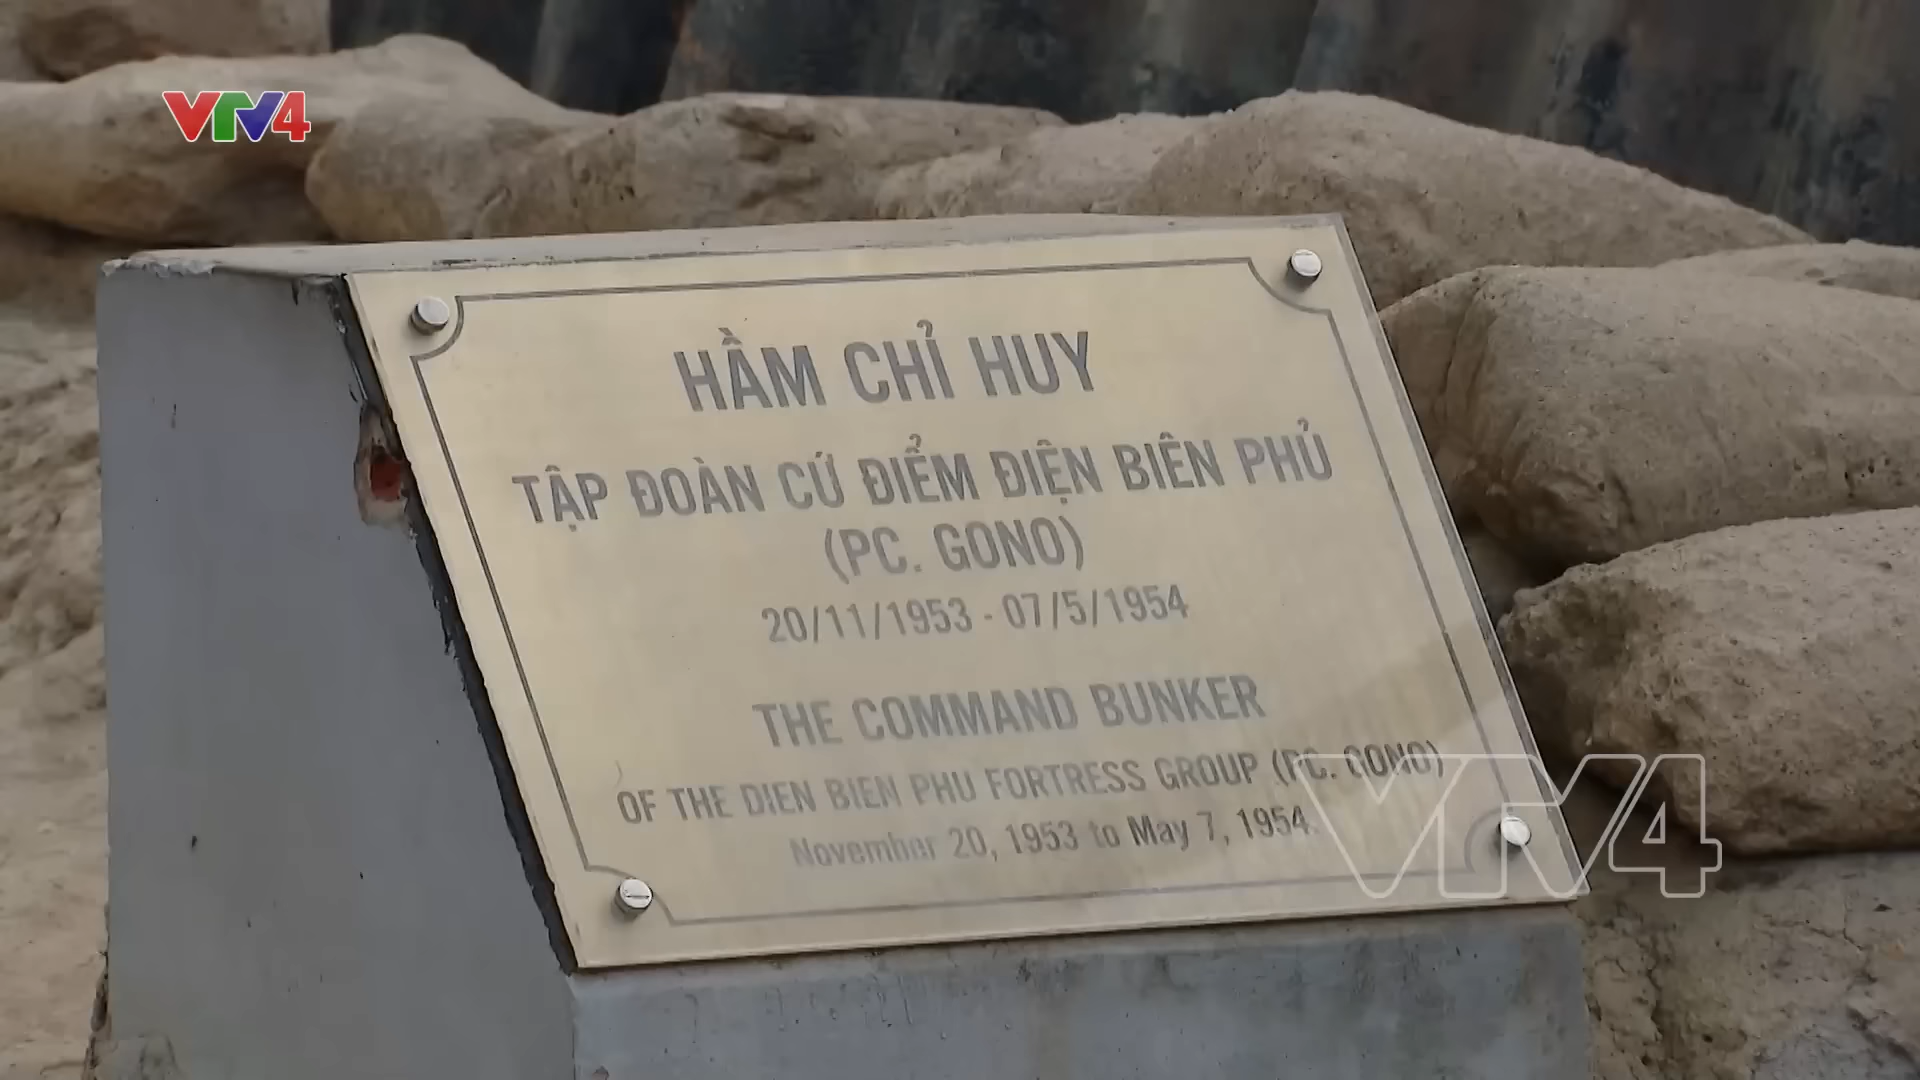 VTV4
HẦM CHỈ HUY
TẬP ĐOÀN CỨ ĐIỂM ĐIỆN BIÊN PHỦ
(PC. GONO)
20/11/1953 - 07/5/1954
THE COMMAND BUNKER
OF THE DIEN BIEN PHU FORTRESS GROUP (PC. GONO)
November 20, 1953 to May 7, 1954.
VTV4